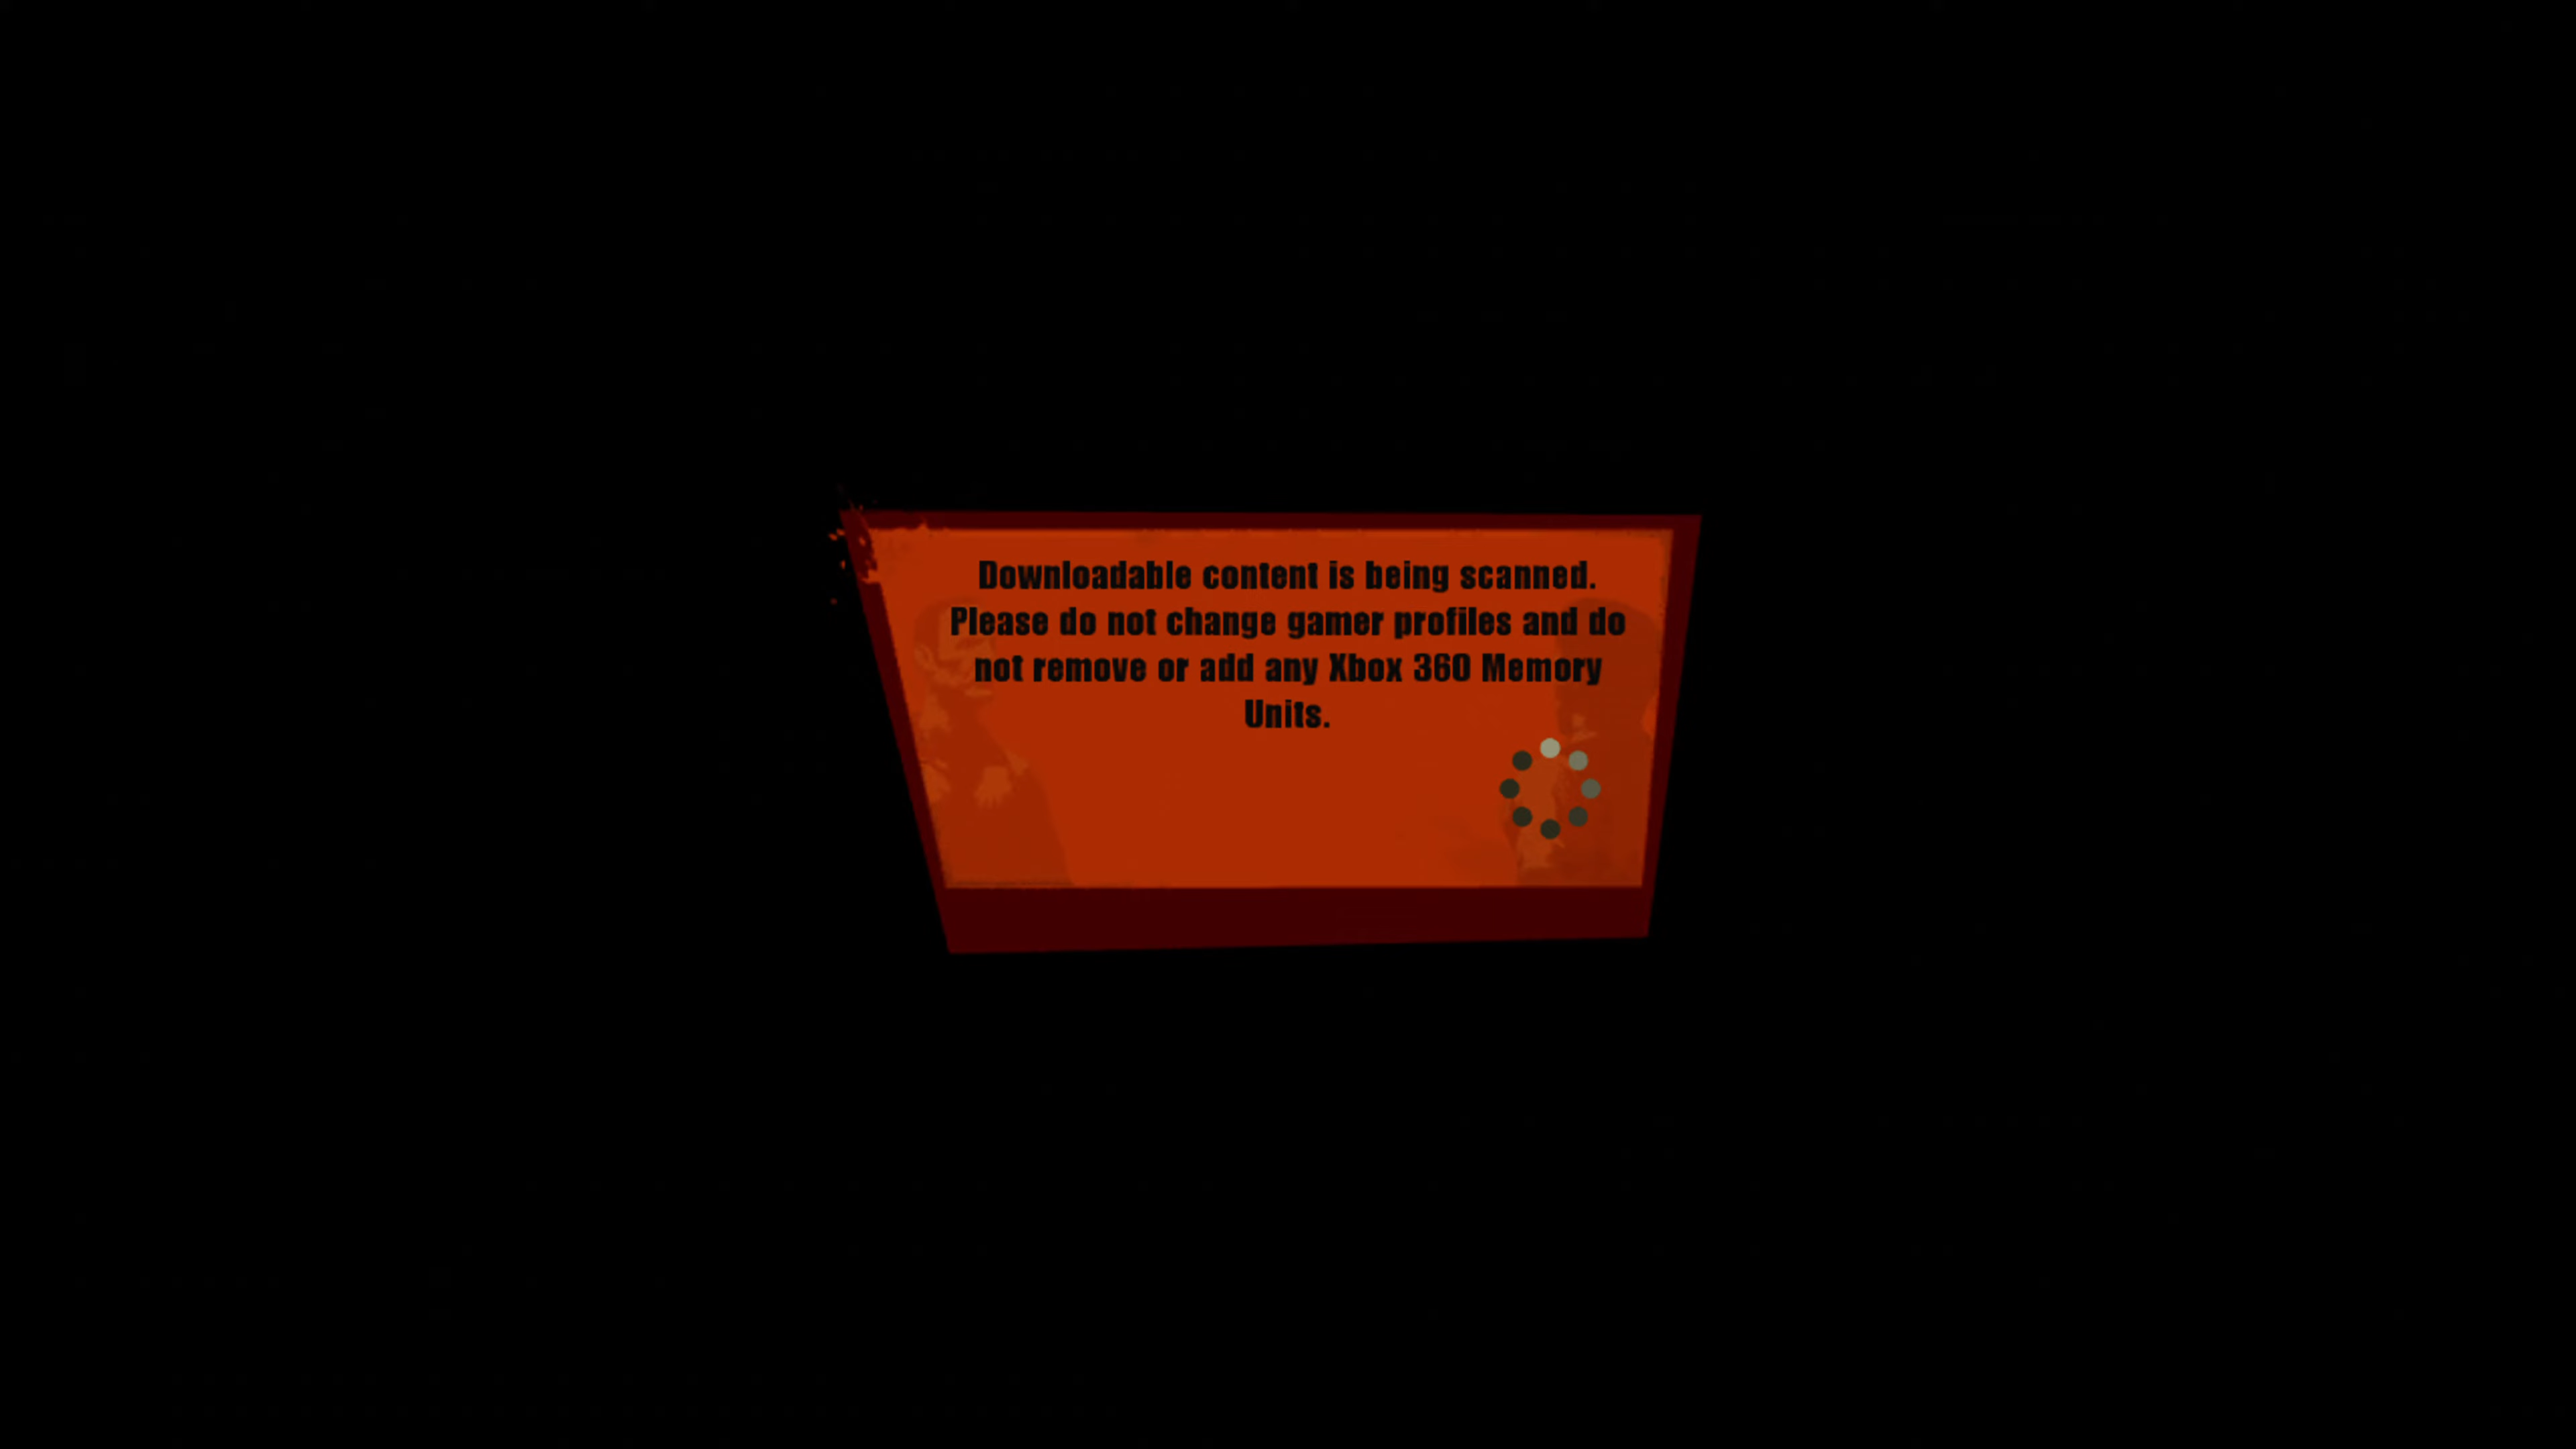 Downloadable content is being scanned.
Please do not change gamer profiles and do
not remove or add any Xbox 360 Memory
Units.